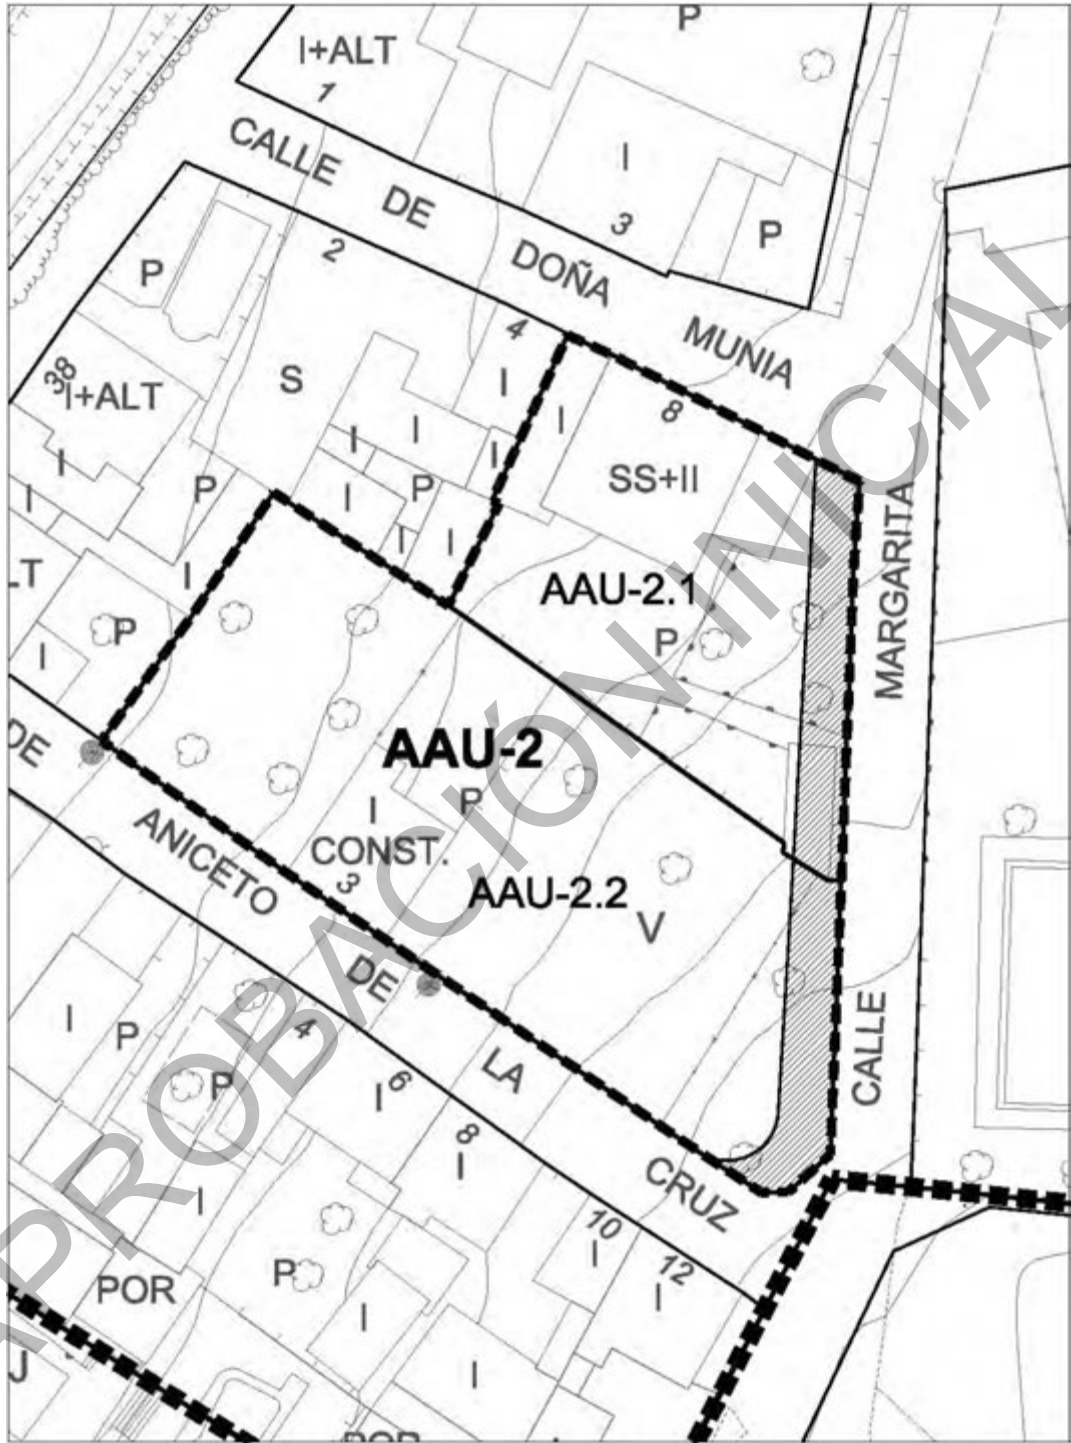 P
I+ALT
1
CALLE DE DOÑA MUNIA
I
3
P
2
P
4
38
I+ALT
S
I
8
I
I
I
I
I
SS+II
I
P
P
I
I
I
I
LT
I
AAU-2.1
P
P
I
MARGARITA
AAU-2
DE
I
P
CONST.
ANICETO
3
AAU-2.2
V
DE
CALLE
I
P
4
LA
P
6
I
8
I
CRUZ
I
10
I
12
I
P
POR
I
I
J
POR
APROBACIÓN INICIAL